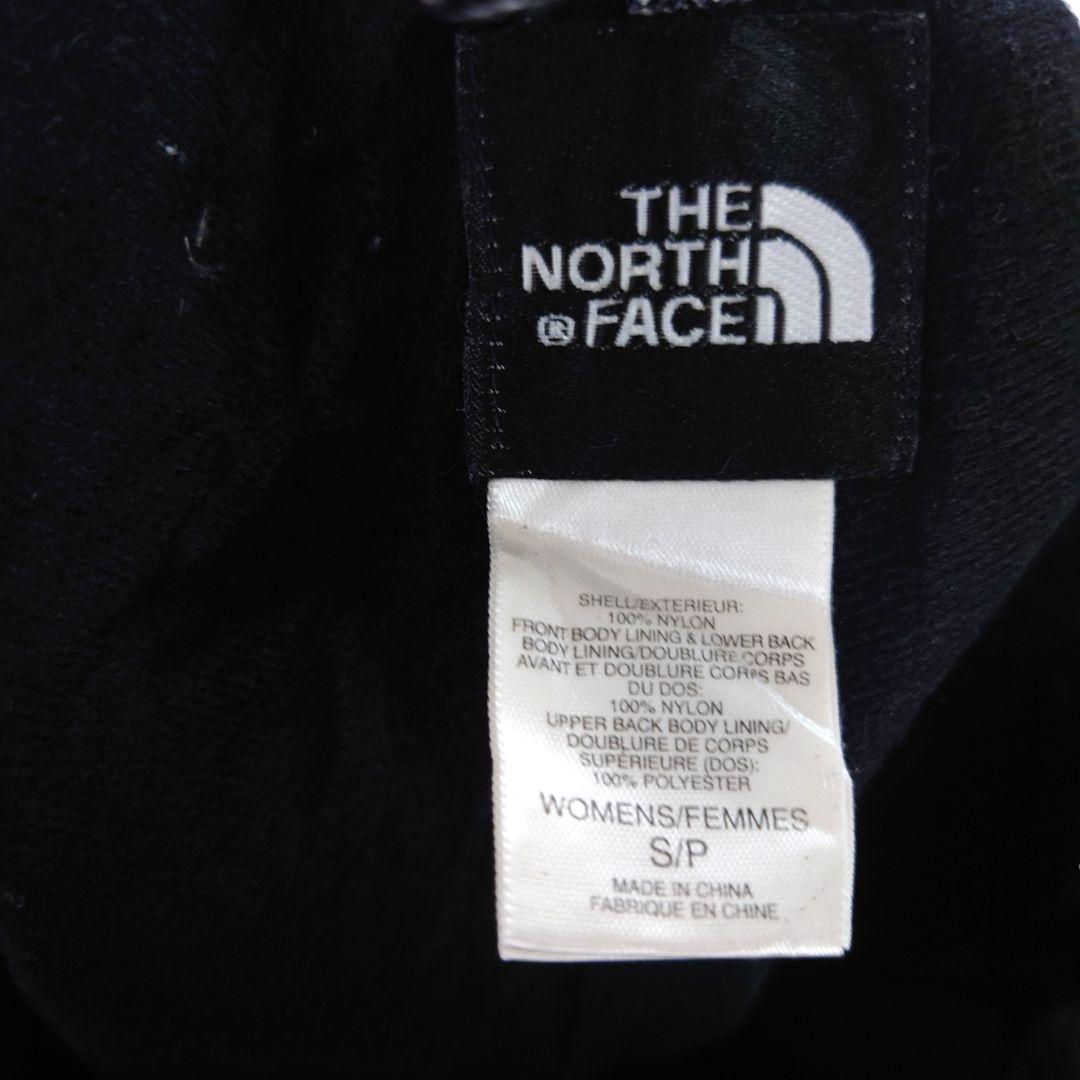 THE
NORTH
® FACE
SHELL/EXTERIEUR:
100% NYLON
FRONT BODY LINING & LOWER BACK
BODY LINING/DOUBLURE CORPS
AVANT ET DOUBLURE CORPS BAS
DU DOS:
100% NYLON
UPPER BACK BODY LINING/
DOUBLURE DE CORPS
SUPÉRIEURE (DOS):
100% POLYESTER
WOMENS/FEMMES
S/P
MADE IN CHINA
FABRIQUE EN CHINE